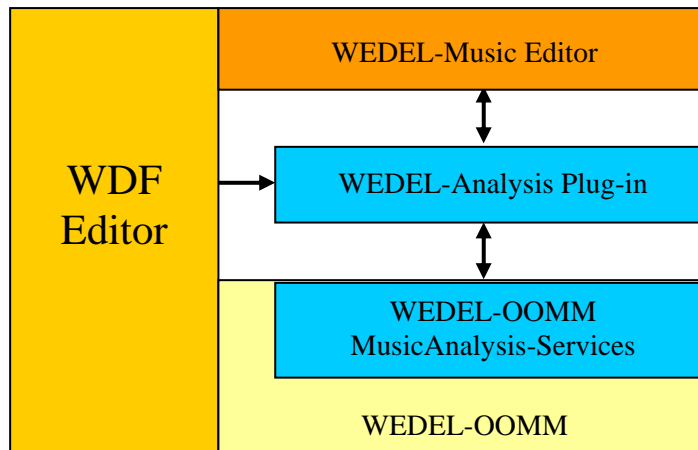 WEDEL-Music Editor
WDF
Editor
WEDEL-Analysis Plug-in
WEDEL-OOMM
MusicAnalysis-Services
WEDEL-OOMM